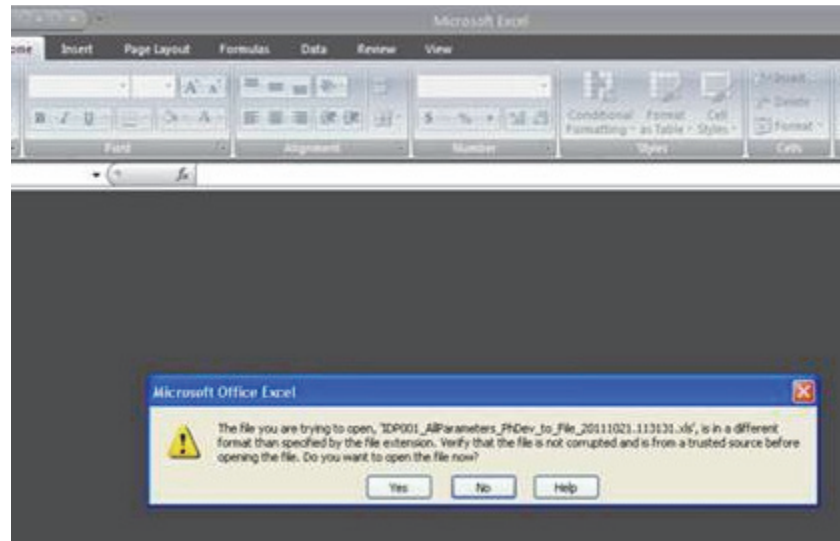 Microsoft Excel
Insert Page Layout Formulas Data Review View
A A
B I U A $ % , Conditional Formatting Format as Table Cell Styles Insert Delete Format
Font Alignment Number Styles Cells
fx
Microsoft Office Excel
The file you are trying to open, 'IDP001_AllParameters_PhDev_to_File_20111021.113131.xls', is in a different
format than specified by the file extension. Verify that the file is not corrupted and is from a trusted source before
opening the file. Do you want to open the file now?
Yes No Help